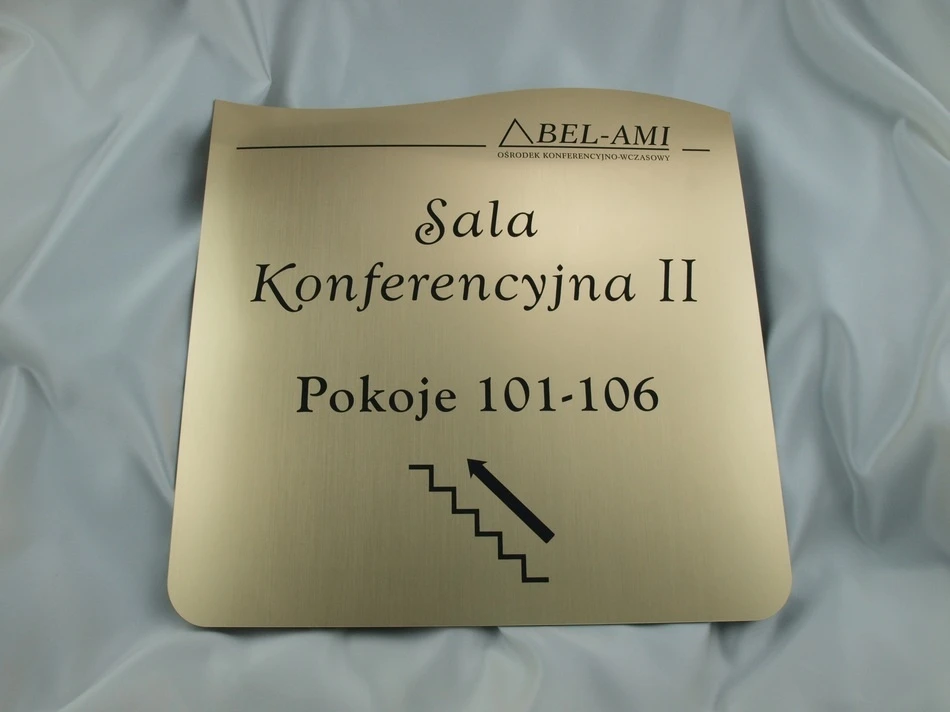 BEL-AMI
OŚRODEK KONFERENCYJNO-WCZASOWY
Sala
Konferencyjna II
Pokoje 101-106